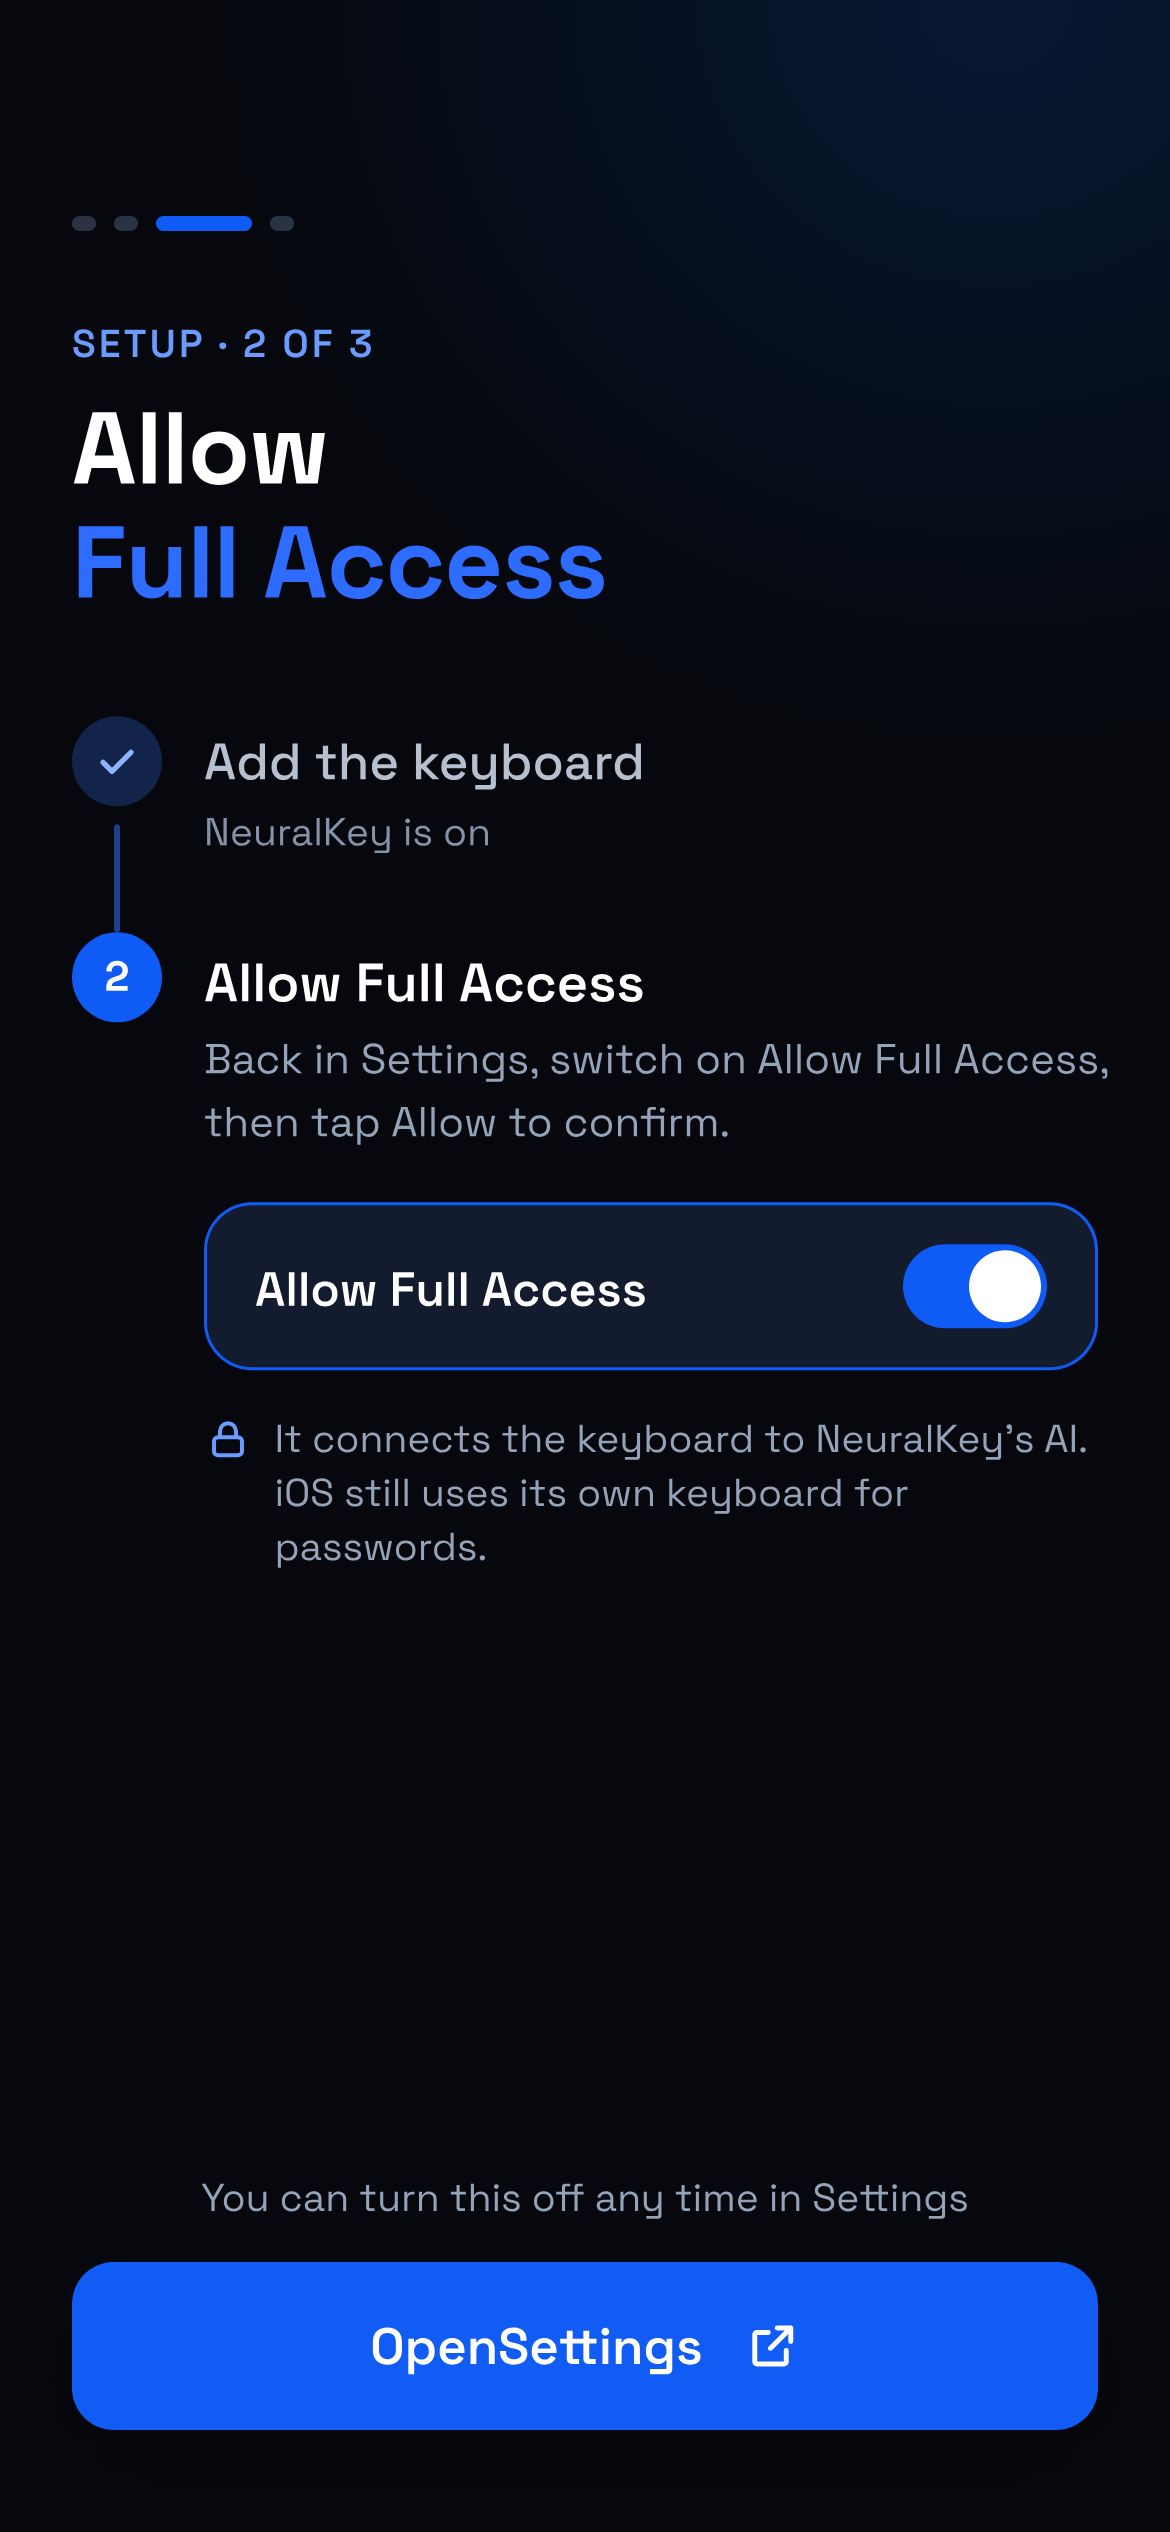 SETUP · 2 OF 3
Allow
Full Access
Add the keyboard
NeuralKey is on
2
Allow Full Access
Back in Settings, switch on Allow Full Access,
then tap Allow to confirm.
Allow Full Access
It connects the keyboard to NeuralKey’s AI.
iOS still uses its own keyboard for
passwords.
You can turn this off any time in Settings
OpenSettings